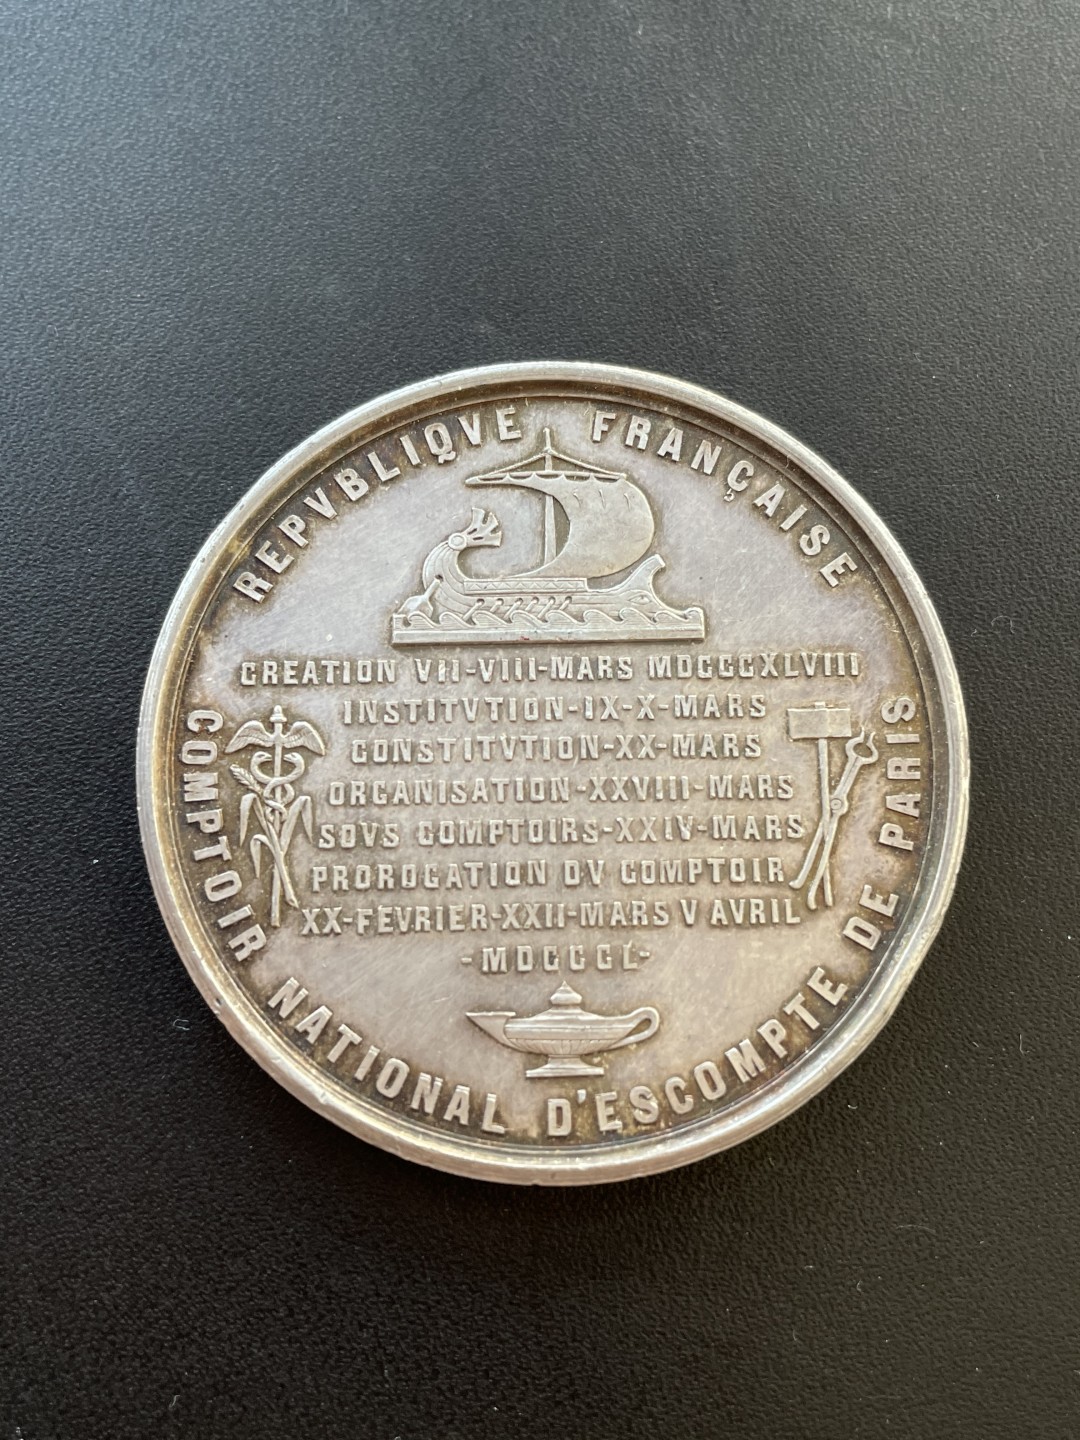 REPVBLIQVE FRANÇAISE
CREATION VII-VIII-MARS MDCCCXLVIII
INSTITVTION-IX-X-MARS
CONSTITVTION-XX-MARS
ORGANISATION-XXVIII-MARS
SOVS COMPTOIRS-XXIV-MARS
PROROGATION DV COMPTOIR
XX-FEVRIER-XXII-MARS V AVRIL
-MDCCCL-
COMPTOIR NATIONAL D'ESCOMPTE DE PARIS